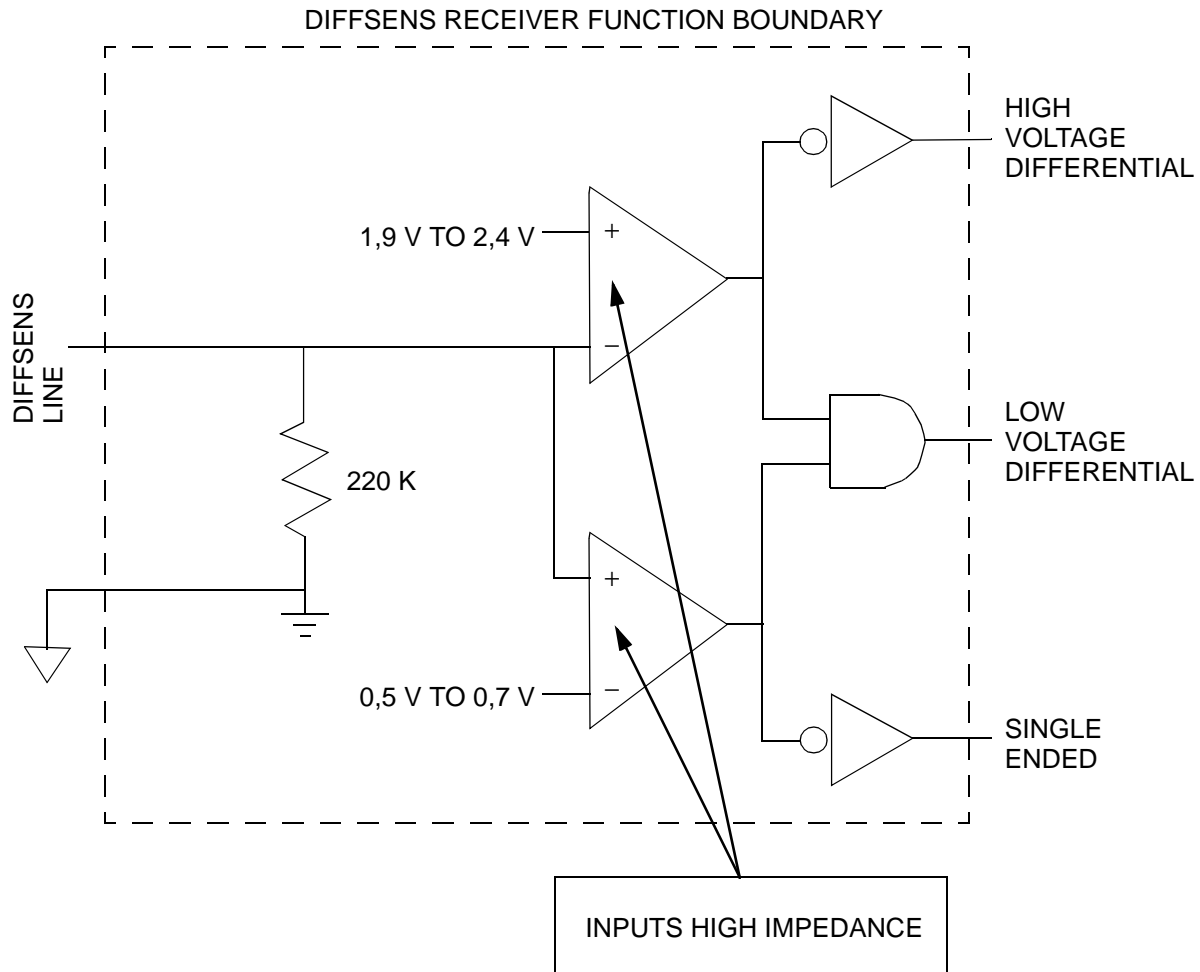 DIFFSENS RECEIVER FUNCTION BOUNDARY
HIGH
VOLTAGE
DIFFERENTIAL
1,9 V TO 2,4 V
+
−
DIFFSENS
LINE
220 K
LOW
VOLTAGE
DIFFERENTIAL
+
−
0,5 V TO 0,7 V
SINGLE
ENDED
INPUTS HIGH IMPEDANCE